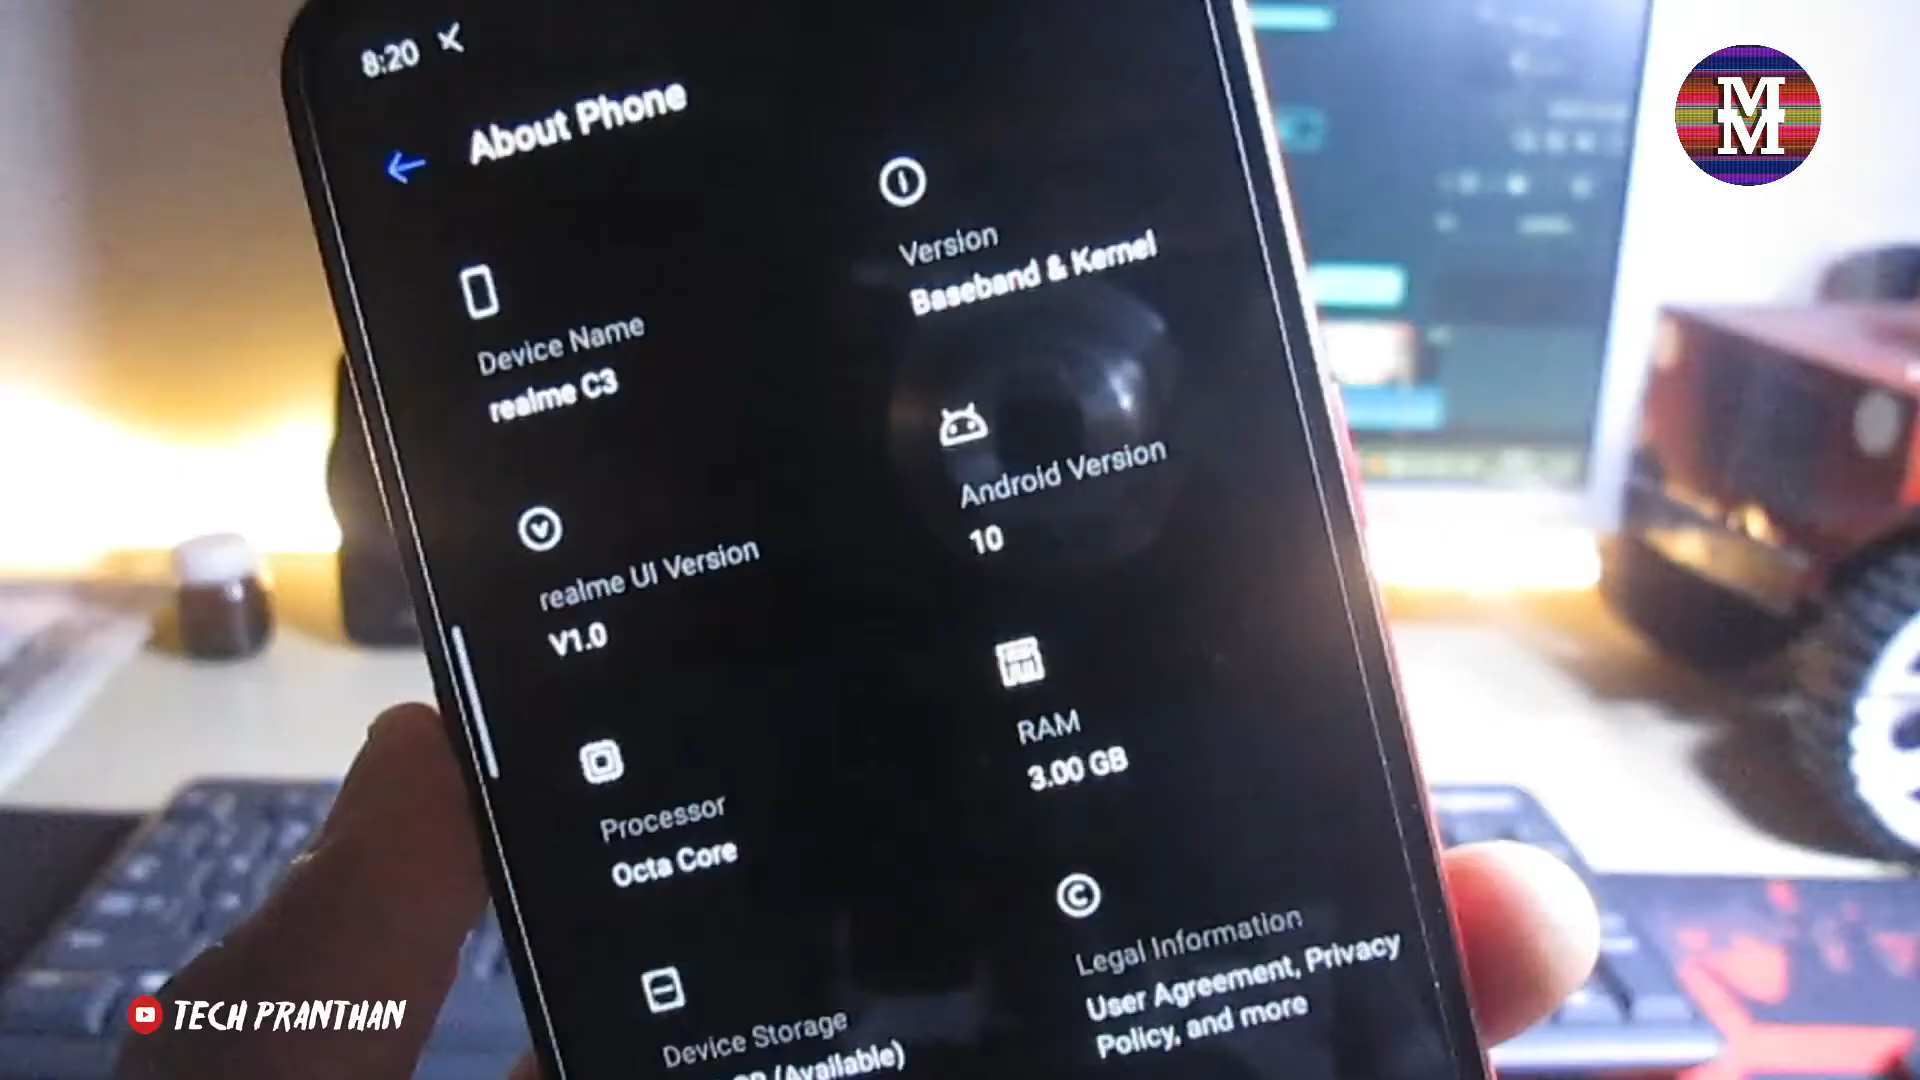 8:20
About Phone
Device Name
realme C3
Version
Baseband & Kernel
realme UI Version
V1.0
Android Version
10
Processor
Octa Core
RAM
3.00 GB
Device Storage
(Available)
Legal Information
User Agreement, Privacy
Policy, and more
M
M
TECH PRANTHAN